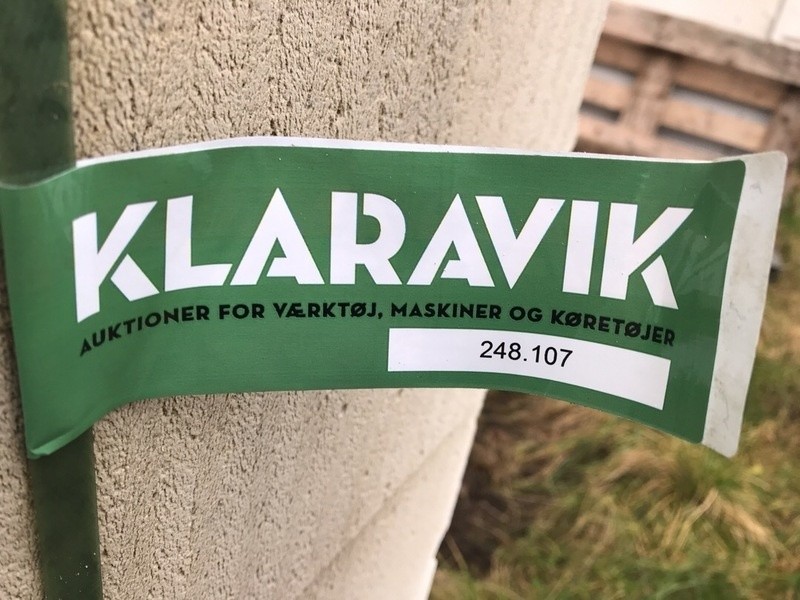 KLARAVIK
AUKTIONER FOR VÆRKTØJ, MASKINER OG KØRETØJER
248.107